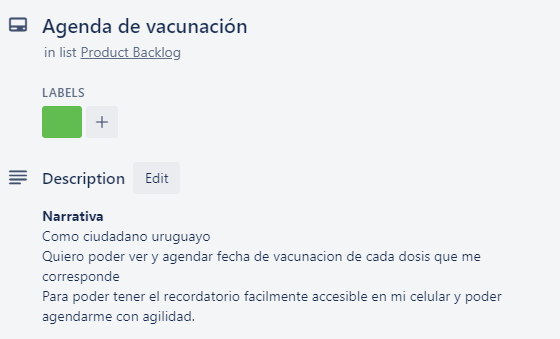 Agenda de vacunación
in list Product Backlog
LABELS
+
Description Edit
Narrativa
Como ciudadano uruguayo
Quiero poder ver y agendar fecha de vacunacion de cada dosis que me
corresponde
Para poder tener el recordatorio facilmente accesible en mi celular y poder
agendarme con agilidad.